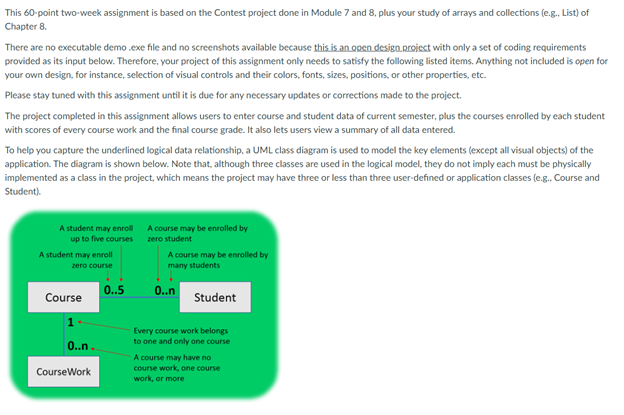 This 60-point two-week assignment is based on the Contest project done in Module 7 and 8, plus your study of arrays and collections (e.g., List) of
Chapter 8.
There are no executable demo .exe file and no screenshots available because this is an open design project with only a set of coding requirements
provided as its input below. Therefore, your project of this assignment only needs to satisfy the following listed items. Anything not included is open for
your own design, for instance, selection of visual controls and their colors, fonts, sizes, positions, or other properties, etc.
Please stay tuned with this assignment until it is due for any necessary updates or corrections made to the project.
The project completed in this assignment allows users to enter course and student data of current semester, plus the courses enrolled by each student
with scores of every course work and the final course grade. It also lets users view a summary of all data entered.
To help you capture the underlined logical data relationship, a UML class diagram is used to model the key elements (except all visual objects) of the
application. The diagram is shown below. Note that, although three classes are used in the logical model, they do not imply each must be physically
implemented as a class in the project, which means the project may have three or less than three user-defined or application classes (e.g., Course and
Student).
A student may enroll
up to five courses
A course may be enrolled by
zero student
A student may enroll
zero course
A course may be enrolled by
many students
0..5
0..n
Course
Student
1
Every course work belongs
to one and only one course
0..n
A course may have no
course work, one course
work, or more
CourseWork